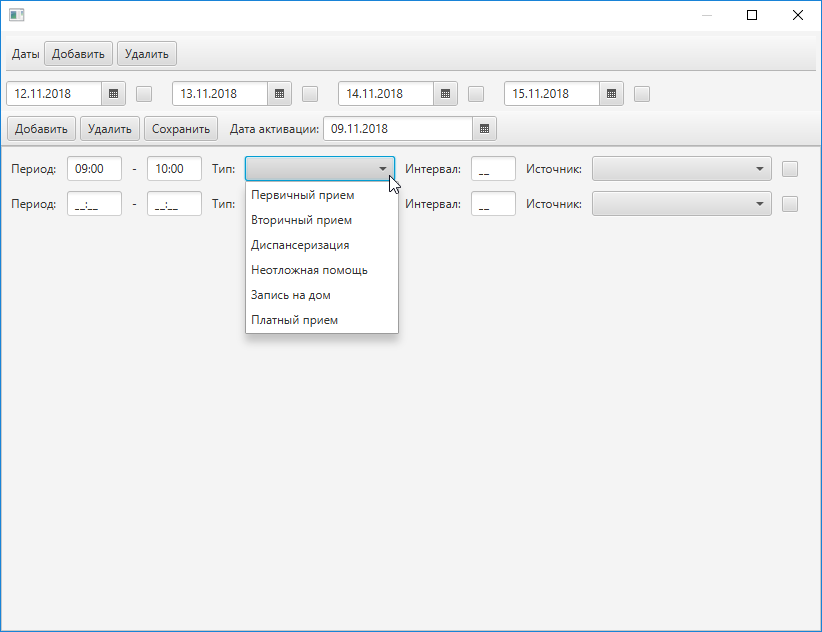 Даты Добавить Удалить
12.11.2018 13.11.2018 14.11.2018 15.11.2018
Добавить Удалить Сохранить Дата активации: 09.11.2018
Период: 09:00 - 10:00 Тип: Интервал: __ Источник:
Период: __:__ - __:__ Тип: Интервал: __ Источник:
Первичный прием
Вторичный прием
Диспансеризация
Неотложная помощь
Запись на дом
Платный прием